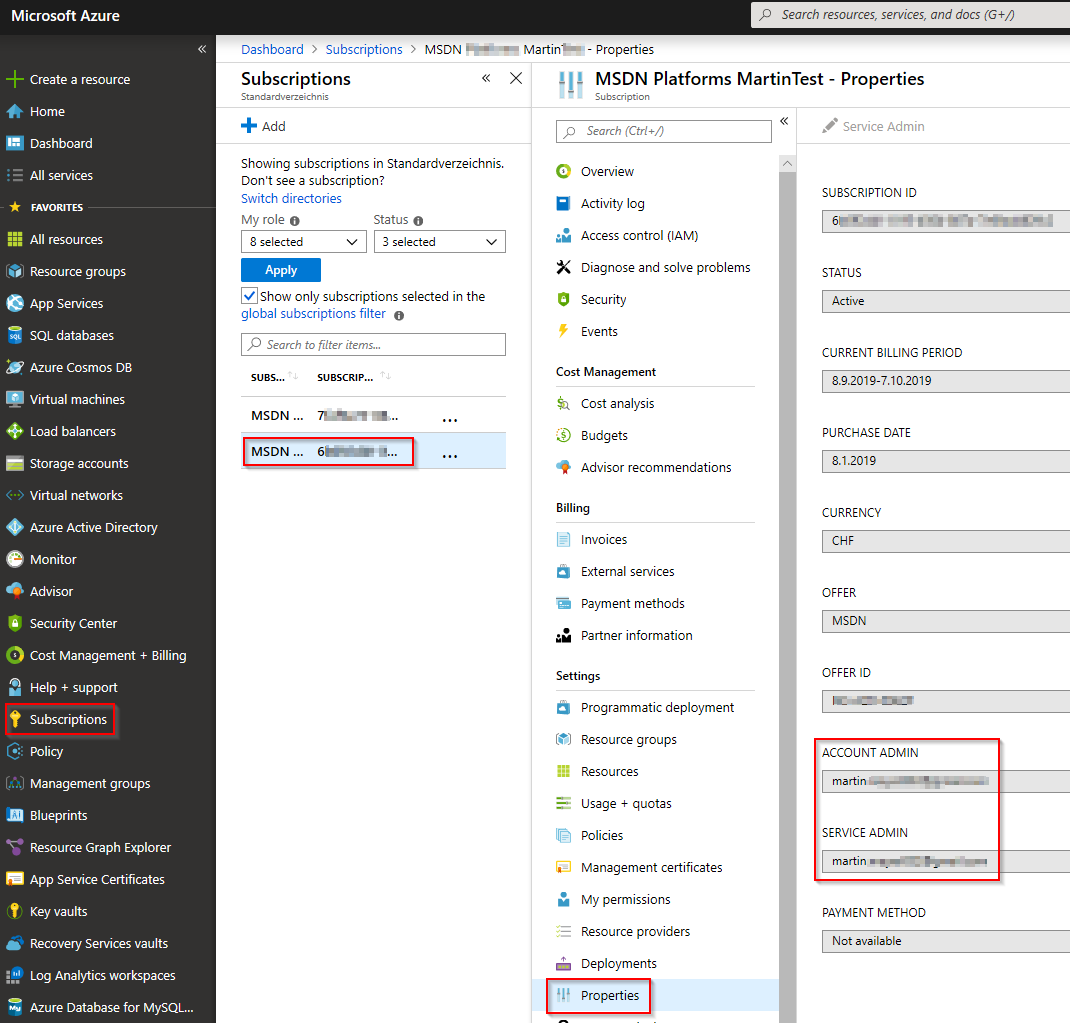 Microsoft Azure
Search resources, services, and docs (G+/)
«
Create a resource
Home
Dashboard
All services
FAVORITES
All resources
Resource groups
App Services
SQL databases
Azure Cosmos DB
Virtual machines
Load balancers
Storage accounts
Virtual networks
Azure Active Directory
Monitor
Advisor
Security Center
Cost Management + Billing
Help + support
Subscriptions
Policy
Management groups
Blueprints
Resource Graph Explorer
App Service Certificates
Key vaults
Recovery Services vaults
Log Analytics workspaces
Azure Database for MySQL...
Dashboard > Subscriptions > MSDN MartinTest - Properties
Subscriptions
«
Standardverzeichnis
Add
Showing subscriptions in Standardverzeichnis.
Don't see a subscription?
Switch directories
My role Status
8 selected 3 selected
Apply
Show only subscriptions selected in the
global subscriptions filter
Search to filter items...
SUBS... SUBSCRIP...
MSDN ... 7 ... ...
MSDN ... 6 ... ...
MSDN Platforms MartinTest - Properties
Subscription
Search (Ctrl+/)
«
Overview
Activity log
Access control (IAM)
Diagnose and solve problems
Security
Events
Cost Management
Cost analysis
Budgets
Advisor recommendations
Billing
Invoices
External services
Payment methods
Partner information
Settings
Programmatic deployment
Resource groups
Resources
Usage + quotas
Policies
Management certificates
My permissions
Resource providers
Deployments
Properties
Service Admin
SUBSCRIPTION ID
6
STATUS
Active
CURRENT BILLING PERIOD
8.9.2019-7.10.2019
PURCHASE DATE
8.1.2019
CURRENCY
CHF
OFFER
MSDN
OFFER ID
ACCOUNT ADMIN
martin
SERVICE ADMIN
martin
PAYMENT METHOD
Not available